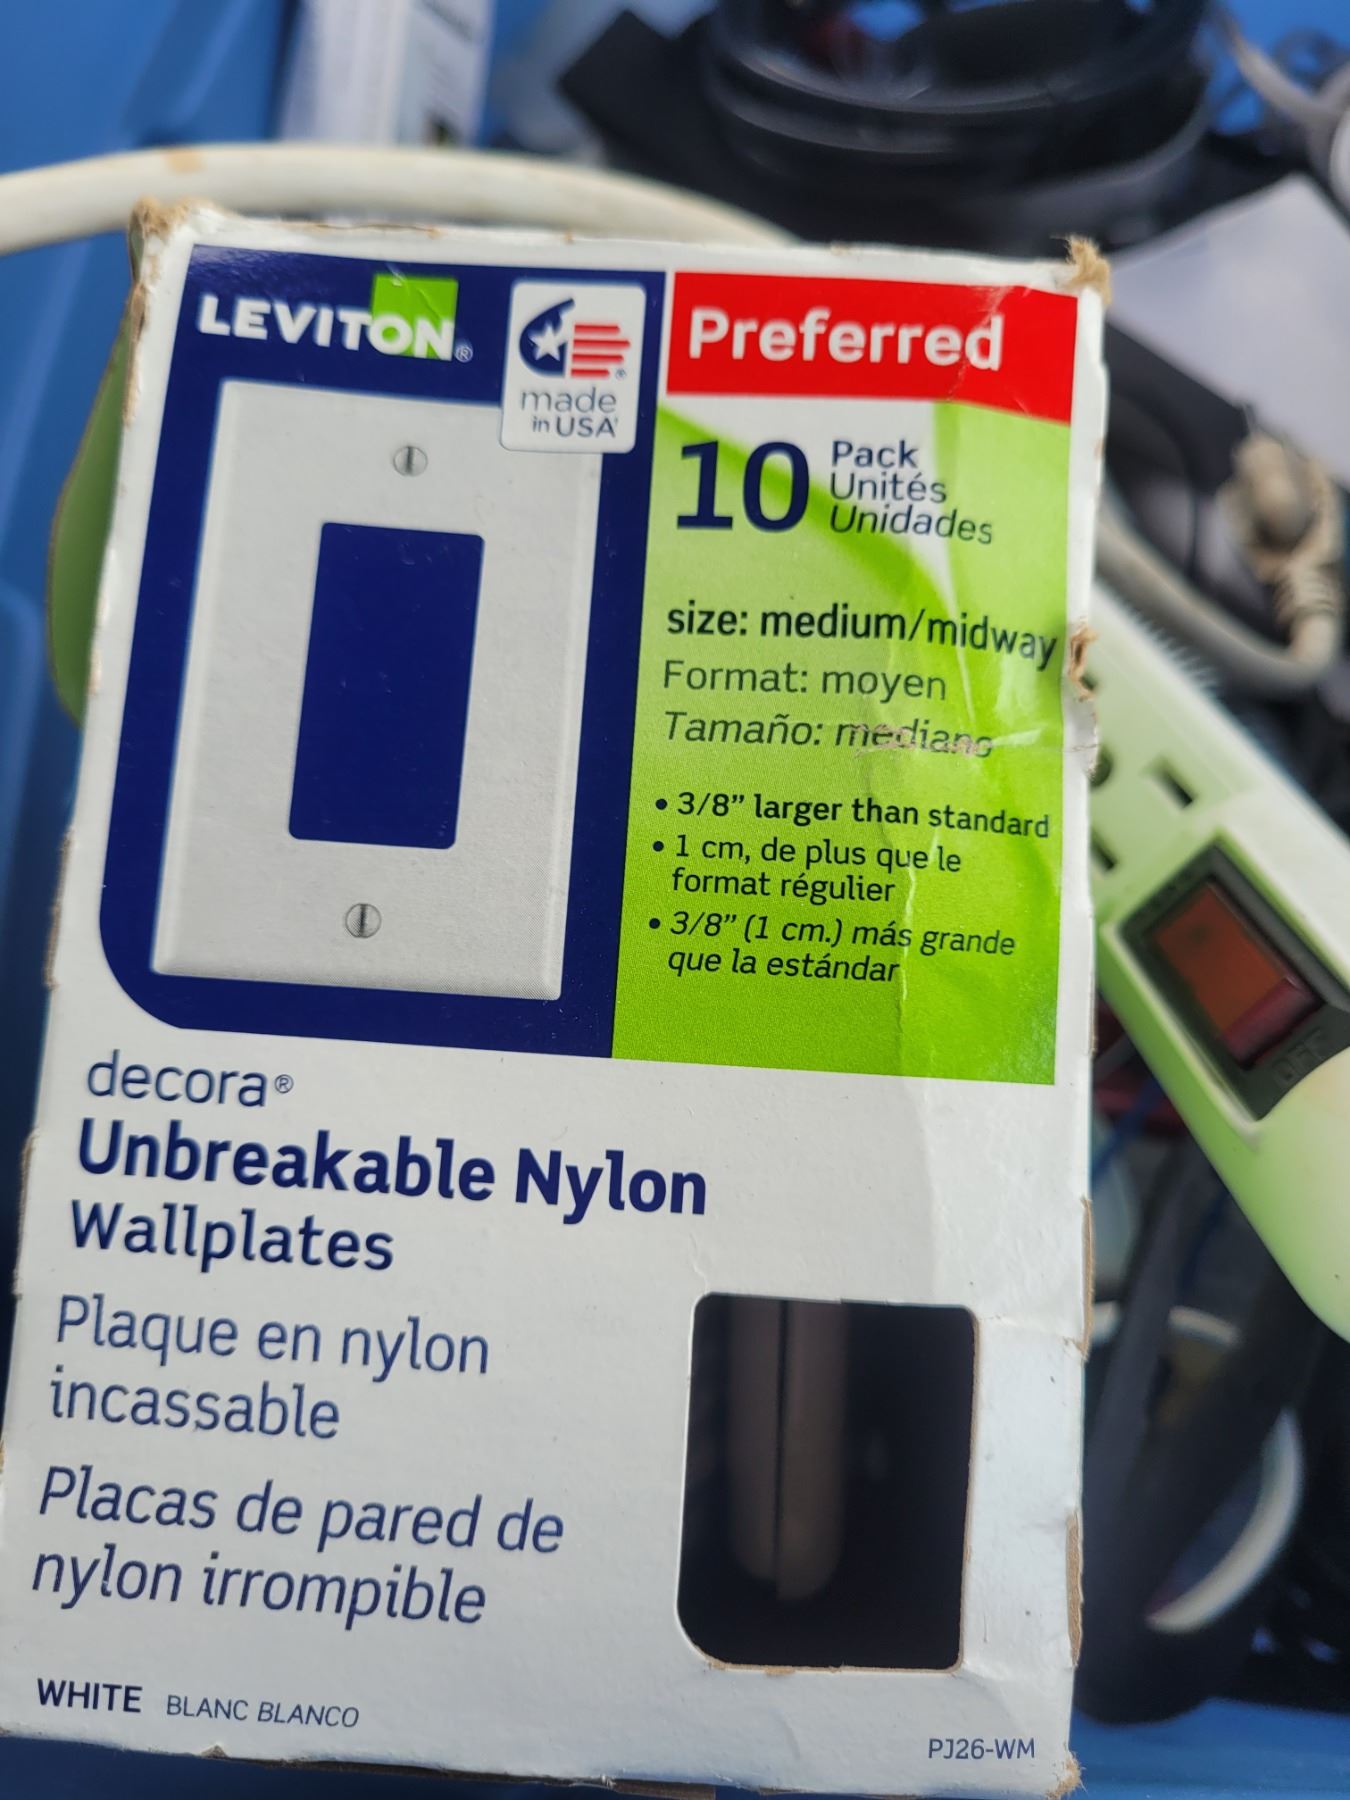 LEVITON®
made
in USA
Preferred
10
Pack
Unités
Unidades
size: medium/midway
Format: moyen
Tamaño: mediano
• 3/8” larger than standard
• 1 cm, de plus que le
format régulier
• 3/8” (1 cm.) más grande
que la estándar
decora®
Unbreakable Nylon
Wallplates
Plaque en nylon
incassable
Placas de pared de
nylon irrompible
WHITE BLANC BLANCO
PJ26-WM
OFF